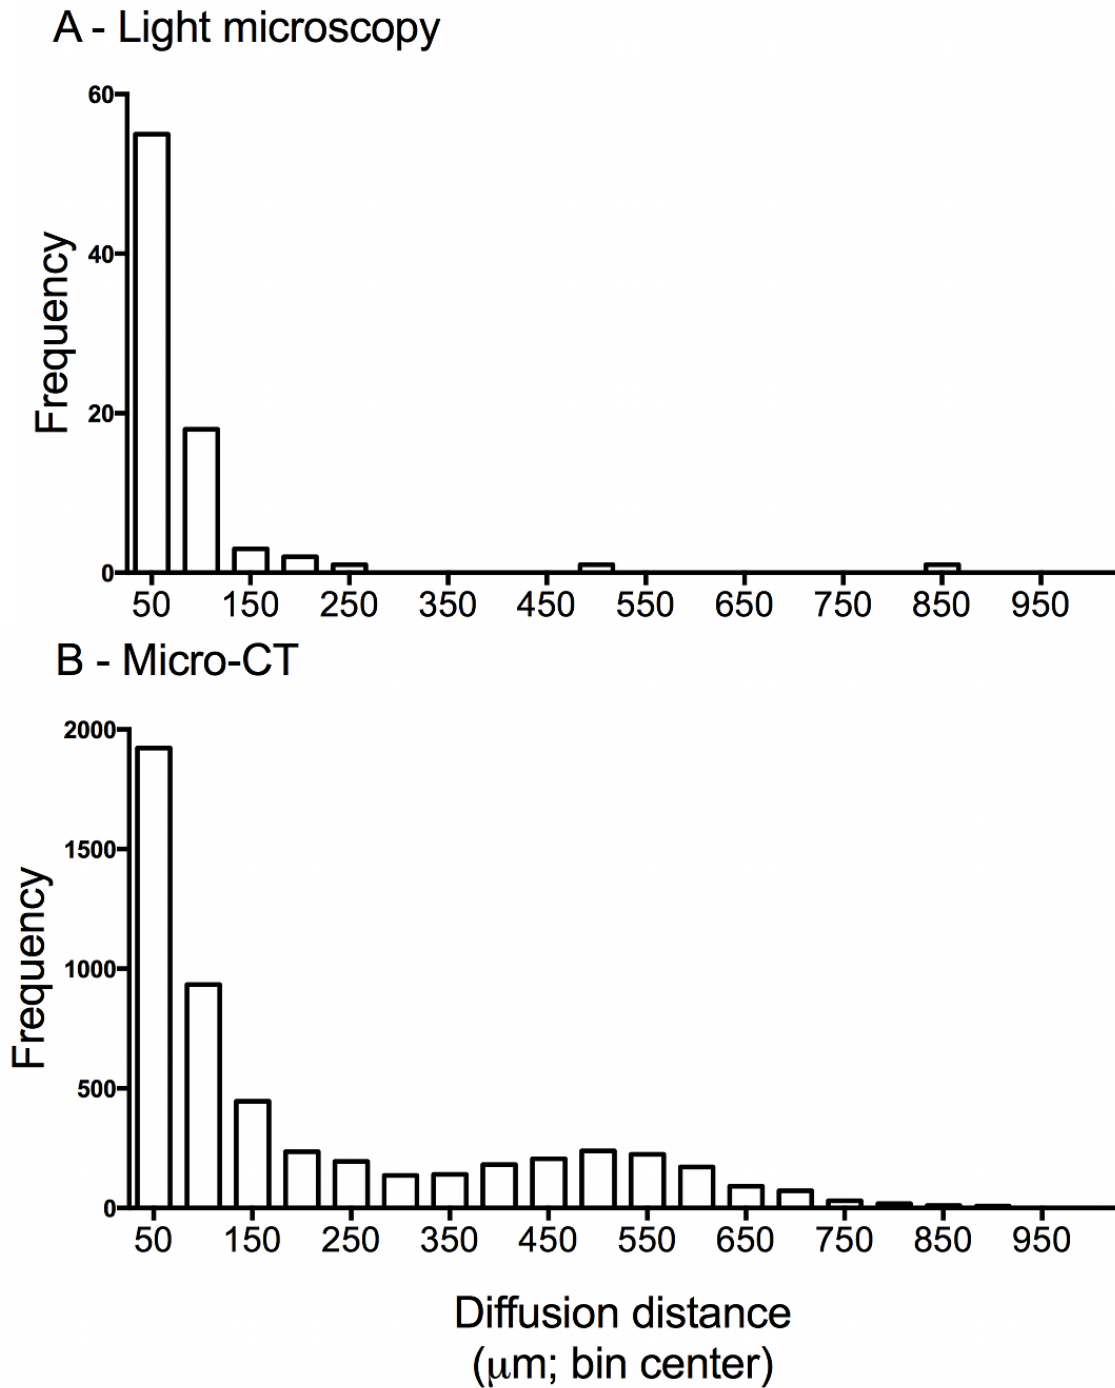 A - Light microscopy
60
40
20
0
Frequency
50 150 250 350 450 550 650 750 850 950
B - Micro-CT
2000
1500
1000
500
0
Frequency
50 150 250 350 450 550 650 750 850 950
Diffusion distance
(μm; bin center)